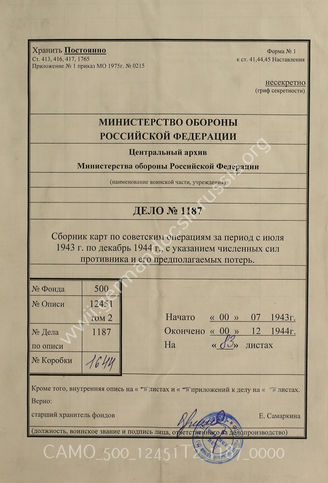 Хранить Постоянно
Форма № 1
Ст. 413, 416, 417, 1765
к ст. 41,44,45 Наставления
Приложение № 1 приказ МО 1975г. № 0215
несекретно
(гриф секретности)
МИНИСТЕРСТВО ОБОРОНЫ
РОССИЙСКОЙ ФЕДЕРАЦИИ
Центральный архив
Министерства обороны Российской Федерации
(наименование воинской части, учреждения)
ДЕЛО № 1187
Сборник карт по советским операциям за период с июля
1943 г. по декабрь 1944 г., с указанием численных сил
противника и его предполагаемых потерь.
№ Фонда 500
№ Описи 12451
том 2
№ Дела 1187
по описи
№ Коробки 1644
Начато « 00 » 07 1943г.
Окончено « 00 » 12 1944г.
На « 83 » листах
Кроме того, внутренняя опись на « » листах и « » приложений к делу на « » листах.
Верно:
старший хранитель фондов
Е. Самаркина
(должность, воинское звание и подпись лица, ответственного за делопроизводство)
germandocsinrussia.org